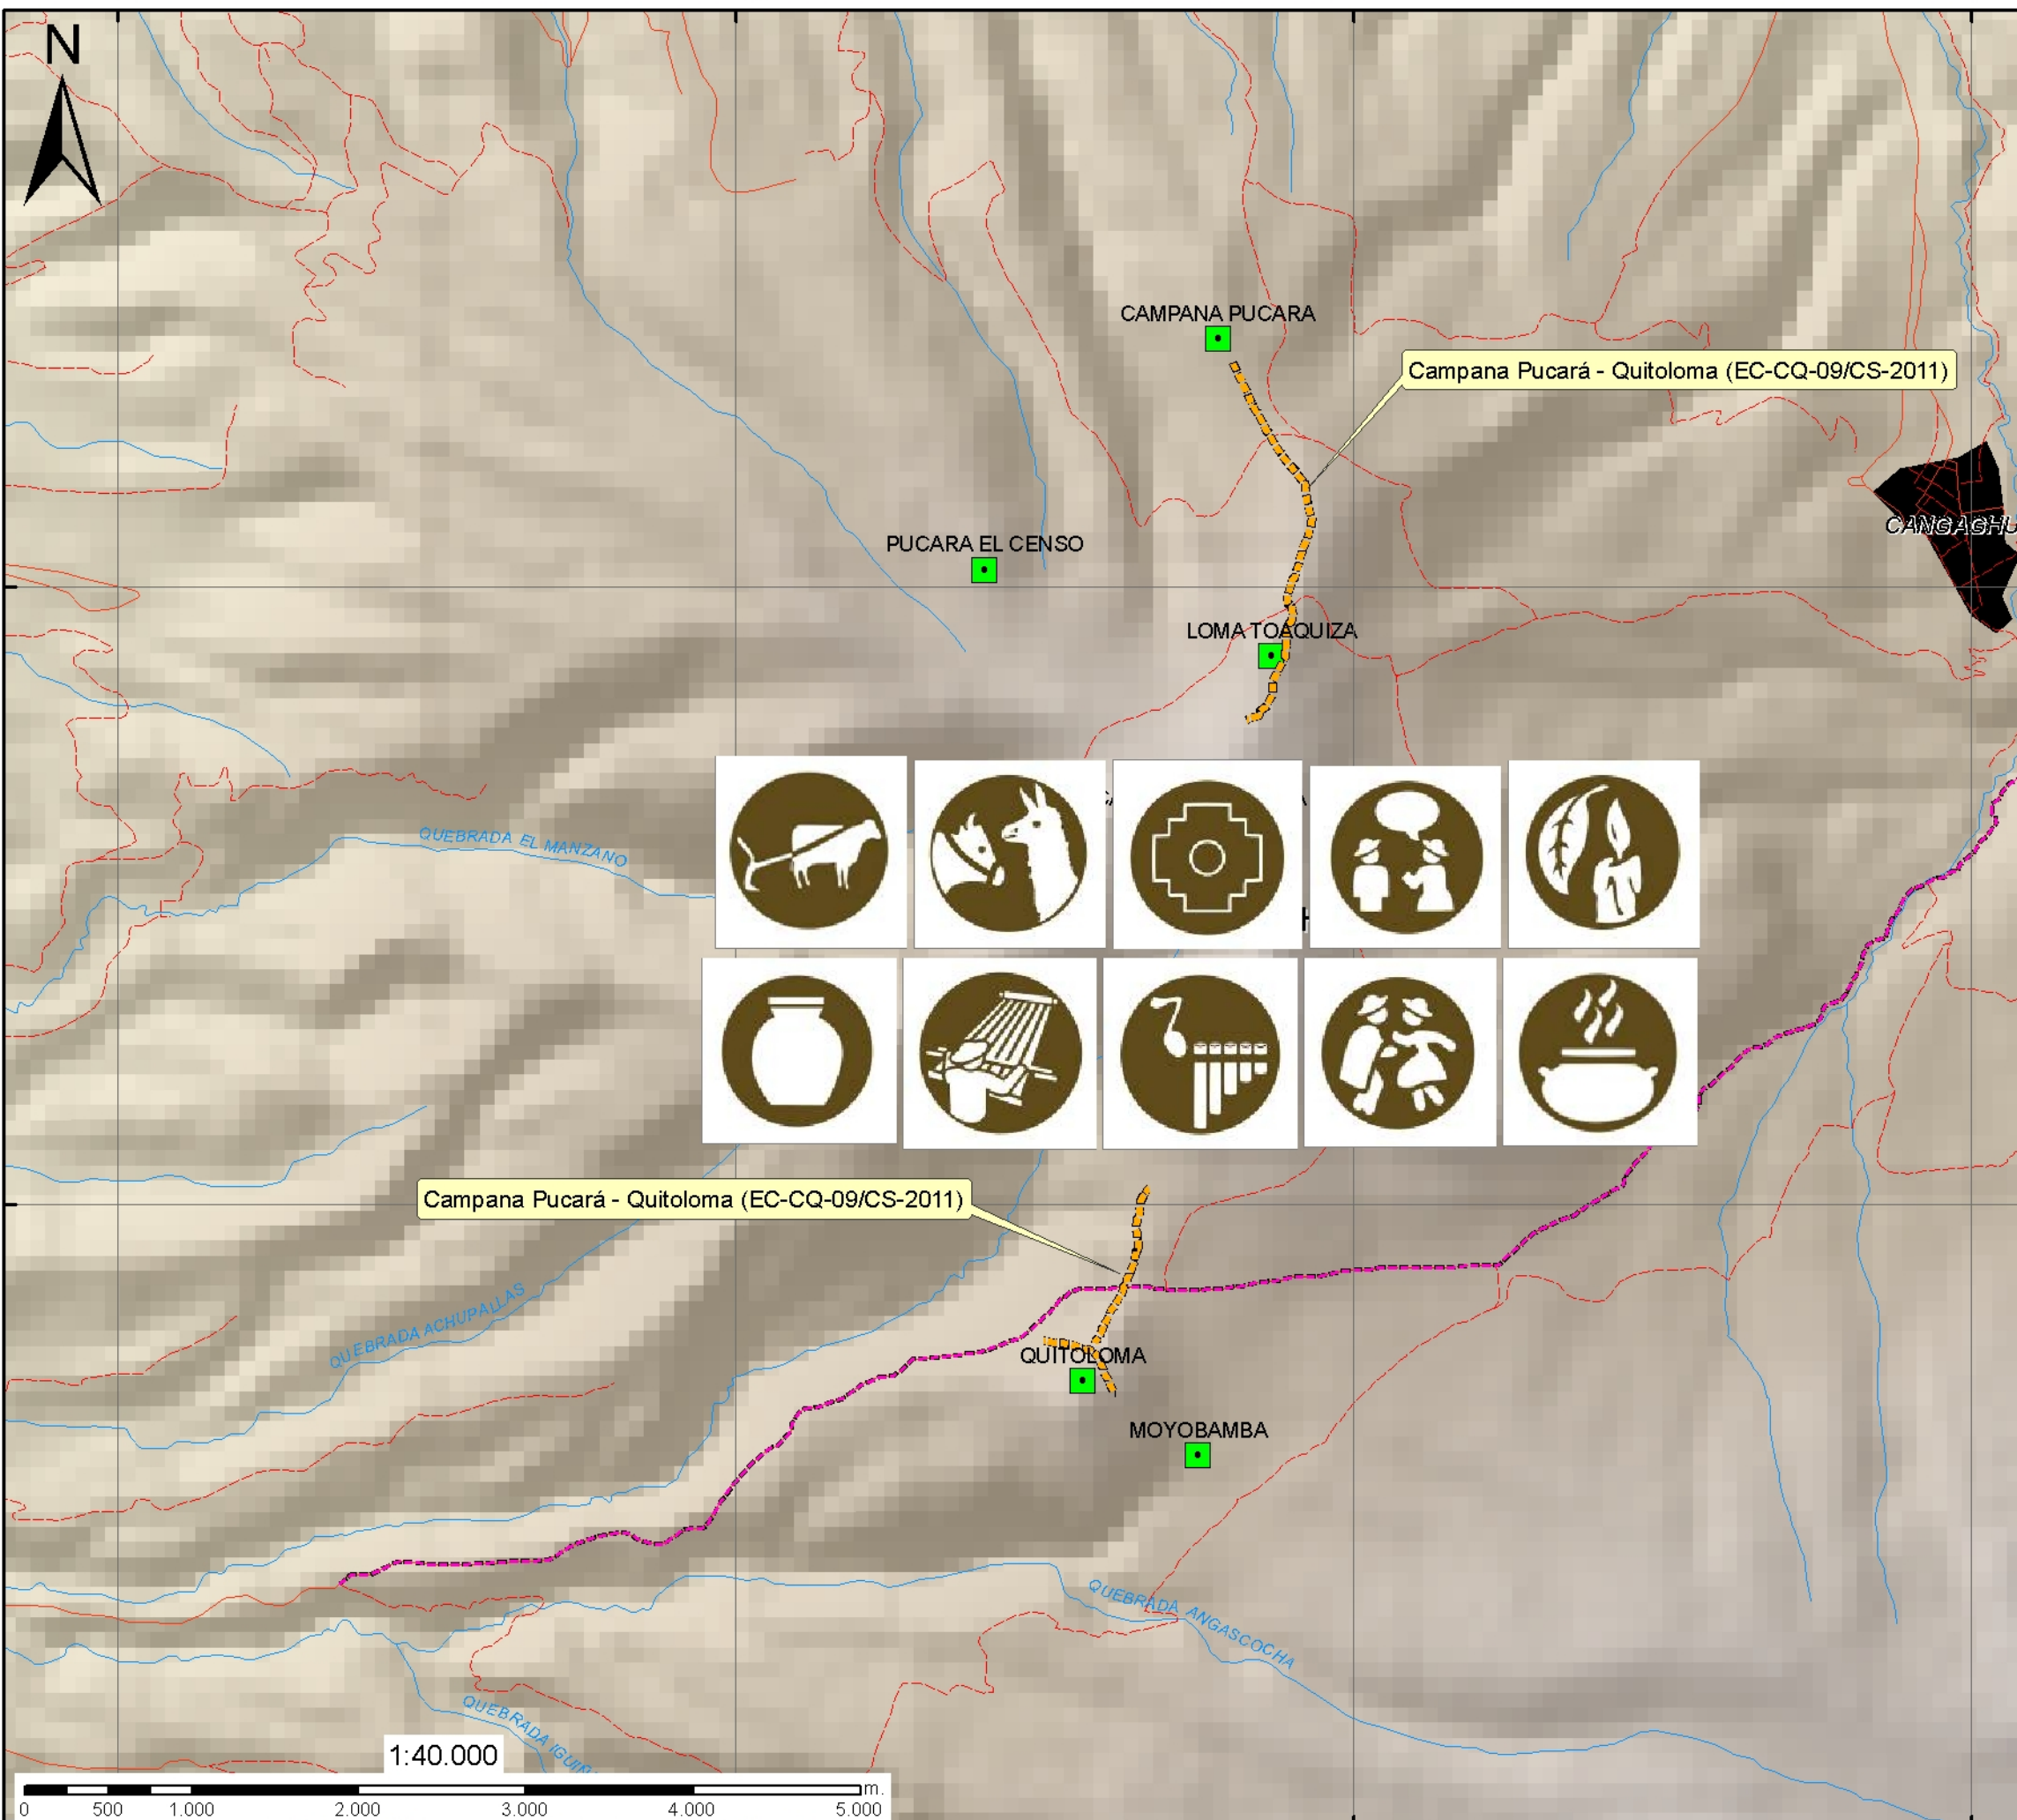 N
CAMPANA PUCARA
Campana Pucará - Quitoloma (EC-CQ-09/CS-2011)
PUCARA EL CENSO
LOMA TOAQUIZA
QUEBRADA EL MANZANO
Campana Pucará - Quitoloma (EC-CQ-09/CS-2011)
QUEBRADA ACHUPALLAS
QUITOLOMA
MOYOBAMBA
QUEBRADA ANGASCOCHA
QUEBRADA
1:40.000
m.
0 500 1.000 2.000 3.000 4.000 5.000